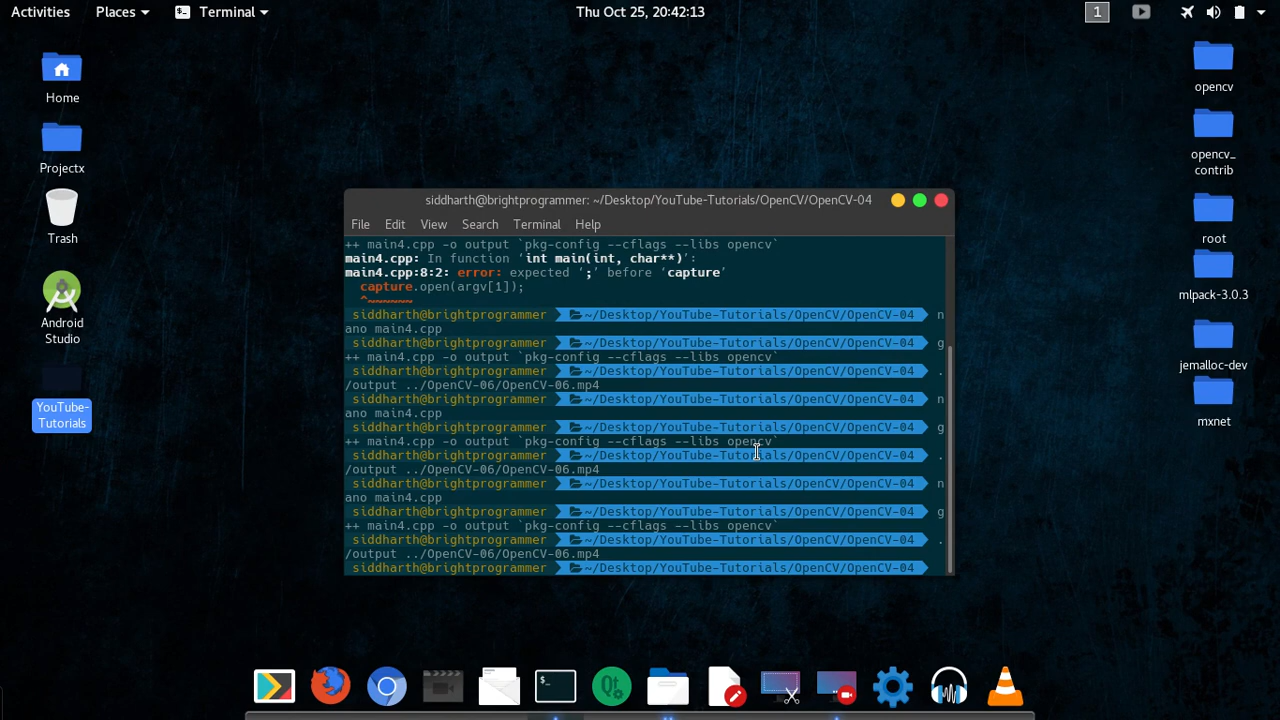 Activities Places Terminal Thu Oct 25, 20:42:13 1
Home
Projectx
Trash
Android
Studio
YouTube-
Tutorials
siddharth@brightprogrammer: ~/Desktop/YouTube-Tutorials/OpenCV/OpenCV-04
File Edit View Search Terminal Help
++ main4.cpp -o output `pkg-config --cflags --libs opencv`
main4.cpp: In function ‘int main(int, char**)’:
main4.cpp:8:2: error: expected ‘;’ before ‘capture’
capture.open(argv[1]);
^~~~~~~
siddharth@brightprogrammer ~/Desktop/YouTube-Tutorials/OpenCV/OpenCV-04 n
ano main4.cpp
siddharth@brightprogrammer ~/Desktop/YouTube-Tutorials/OpenCV/OpenCV-04 g
++ main4.cpp -o output `pkg-config --cflags --libs opencv`
siddharth@brightprogrammer ~/Desktop/YouTube-Tutorials/OpenCV/OpenCV-04 .
/output ../OpenCV-06/OpenCV-06.mp4
siddharth@brightprogrammer ~/Desktop/YouTube-Tutorials/OpenCV/OpenCV-04 n
ano main4.cpp
siddharth@brightprogrammer ~/Desktop/YouTube-Tutorials/OpenCV/OpenCV-04 g
++ main4.cpp -o output `pkg-config --cflags --libs opencv`
siddharth@brightprogrammer ~/Desktop/YouTube-Tutorials/OpenCV/OpenCV-04 .
/output ../OpenCV-06/OpenCV-06.mp4
siddharth@brightprogrammer ~/Desktop/YouTube-Tutorials/OpenCV/OpenCV-04 n
ano main4.cpp
siddharth@brightprogrammer ~/Desktop/YouTube-Tutorials/OpenCV/OpenCV-04 g
++ main4.cpp -o output `pkg-config --cflags --libs opencv`
siddharth@brightprogrammer ~/Desktop/YouTube-Tutorials/OpenCV/OpenCV-04 .
/output ../OpenCV-06/OpenCV-06.mp4
siddharth@brightprogrammer ~/Desktop/YouTube-Tutorials/OpenCV/OpenCV-04
opencv
opencv_
contrib
root
mlpack-3.0.3
jemalloc-dev
mxnet
$_
Qt